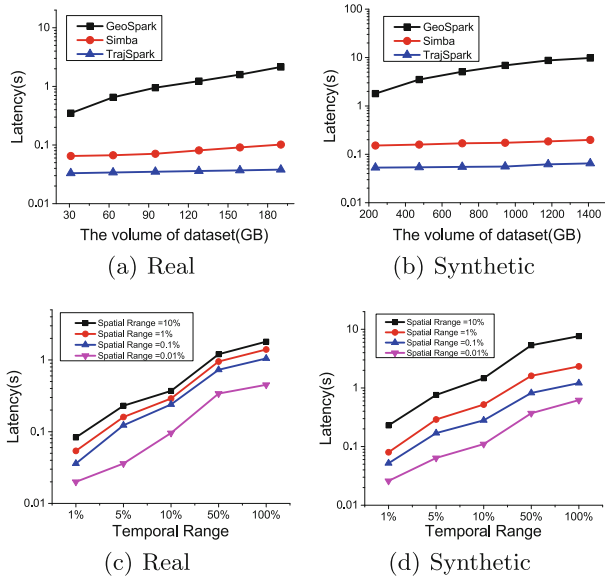 GeoSpark
Simba
TrajSpark
Latency(s)
10
1
0.1
0.01
30 60 90 120 150 180
The volume of dataset(GB)
(a) Real
GeoSpark
Simba
TrajSpark
Latency(s)
100
10
1
0.1
0.01
200 400 600 800 1000 1200 1400
The volume of dataset(GB)
(b) Synthetic
Spatial Range =10%
Spatial Range =1%
Spatial Range =0.1%
Spatial Range =0.01%
Latency(s)
1
0.1
0.01
1% 5% 10% 50% 100%
Temporal Range
(c) Real
Spatial Range =10%
Spatial Range =1%
Spatial Range =0.1%
Spatial Range =0.01%
Latency(s)
10
1
0.1
0.01
1% 5% 10% 50% 100%
Temporal Range
(d) Synthetic